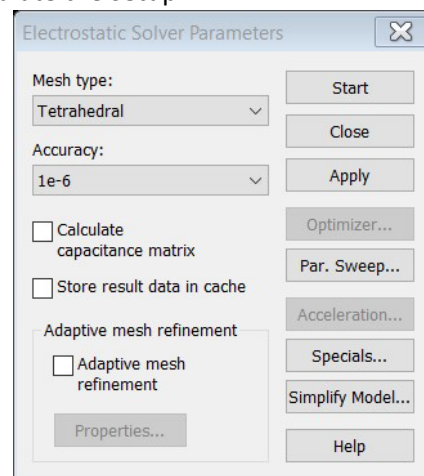 Electrostatic Solver Parameters
Mesh type:
Tetrahedral
Accuracy:
1e-6
Calculate
capacitance matrix
Store result data in cache
Adaptive mesh refinement
Adaptive mesh
refinement
Properties...
Start
Close
Apply
Optimizer...
Par. Sweep...
Acceleration...
Specials...
Simplify Model...
Help